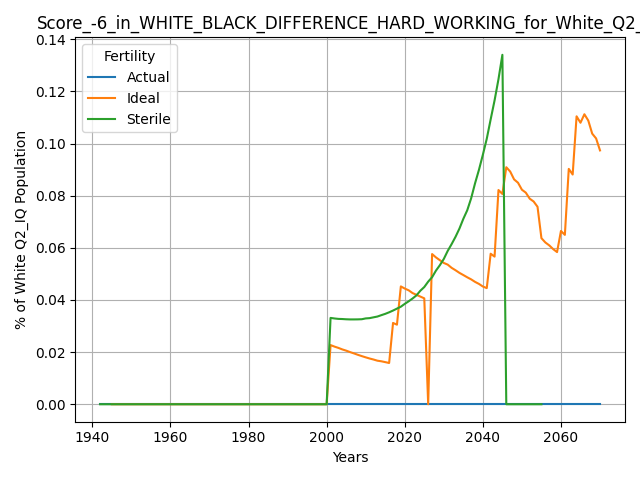 Score_-6_in_WHITE_BLACK_DIFFERENCE_HARD_WORKING_for_White_Q2_
0.14
0.12
0.10
0.08
0.06
0.04
0.02
0.00
% of White Q2_IQ Population
Fertility
Actual
Ideal
Sterile
1940 1960 1980 2000 2020 2040 2060
Years